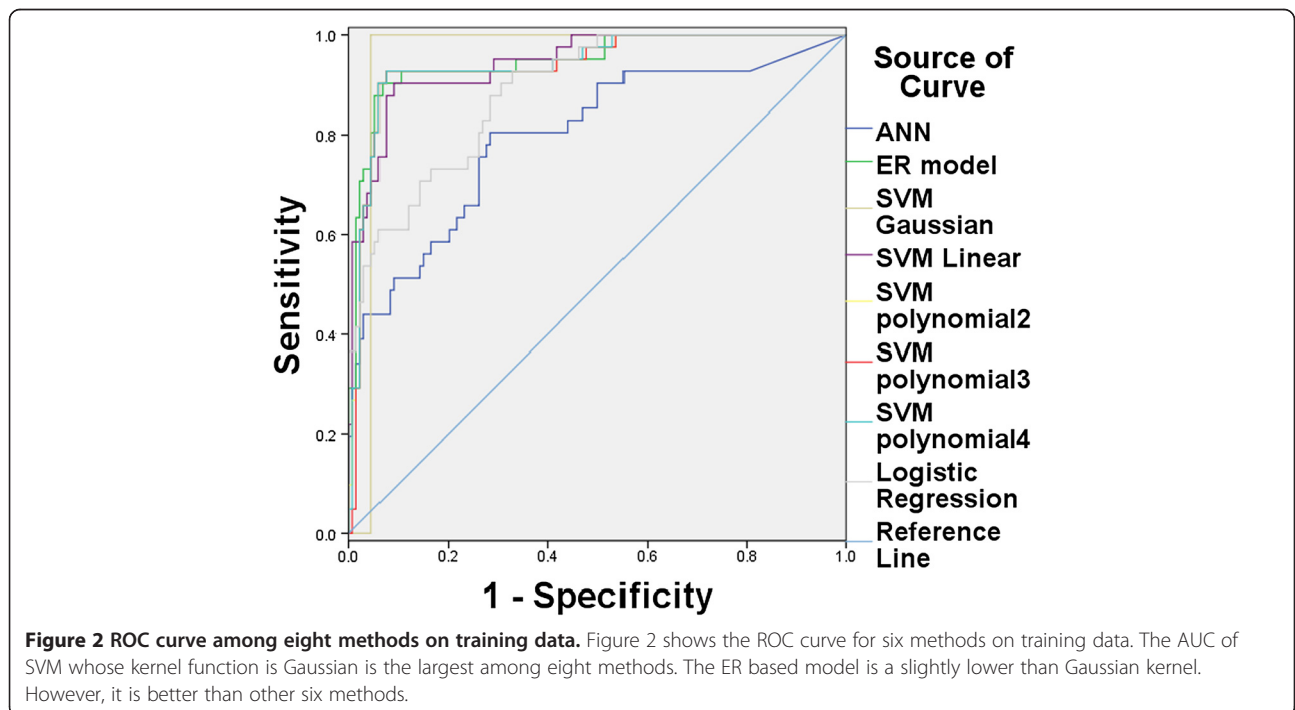 1.0
0.8
0.6
0.4
0.2
0.0
Sensitivity
0.0 0.2 0.4 0.6 0.8 1.0
1 - Specificity
Source of
Curve
ANN
ER model
SVM
Gaussian
SVM Linear
SVM
polynomial2
SVM
polynomial3
SVM
polynomial4
Logistic
Regression
Reference
Line
Figure 2 ROC curve among eight methods on training data. Figure 2 shows the ROC curve for six methods on training data. The AUC of
SVM whose kernel function is Gaussian is the largest among eight methods. The ER based model is a slightly lower than Gaussian kernel.
However, it is better than other six methods.